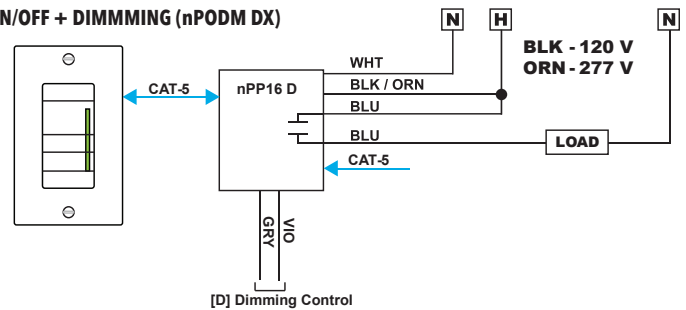 N/OFF + DIMMMING (nPODM DX)
N
H
N
BLK - 120 V
ORN - 277 V
WHT
BLK / ORN
BLU
BLU
CAT-5
nPP16 D
LOAD
CAT-5
VIO
GRY
[D] Dimming Control